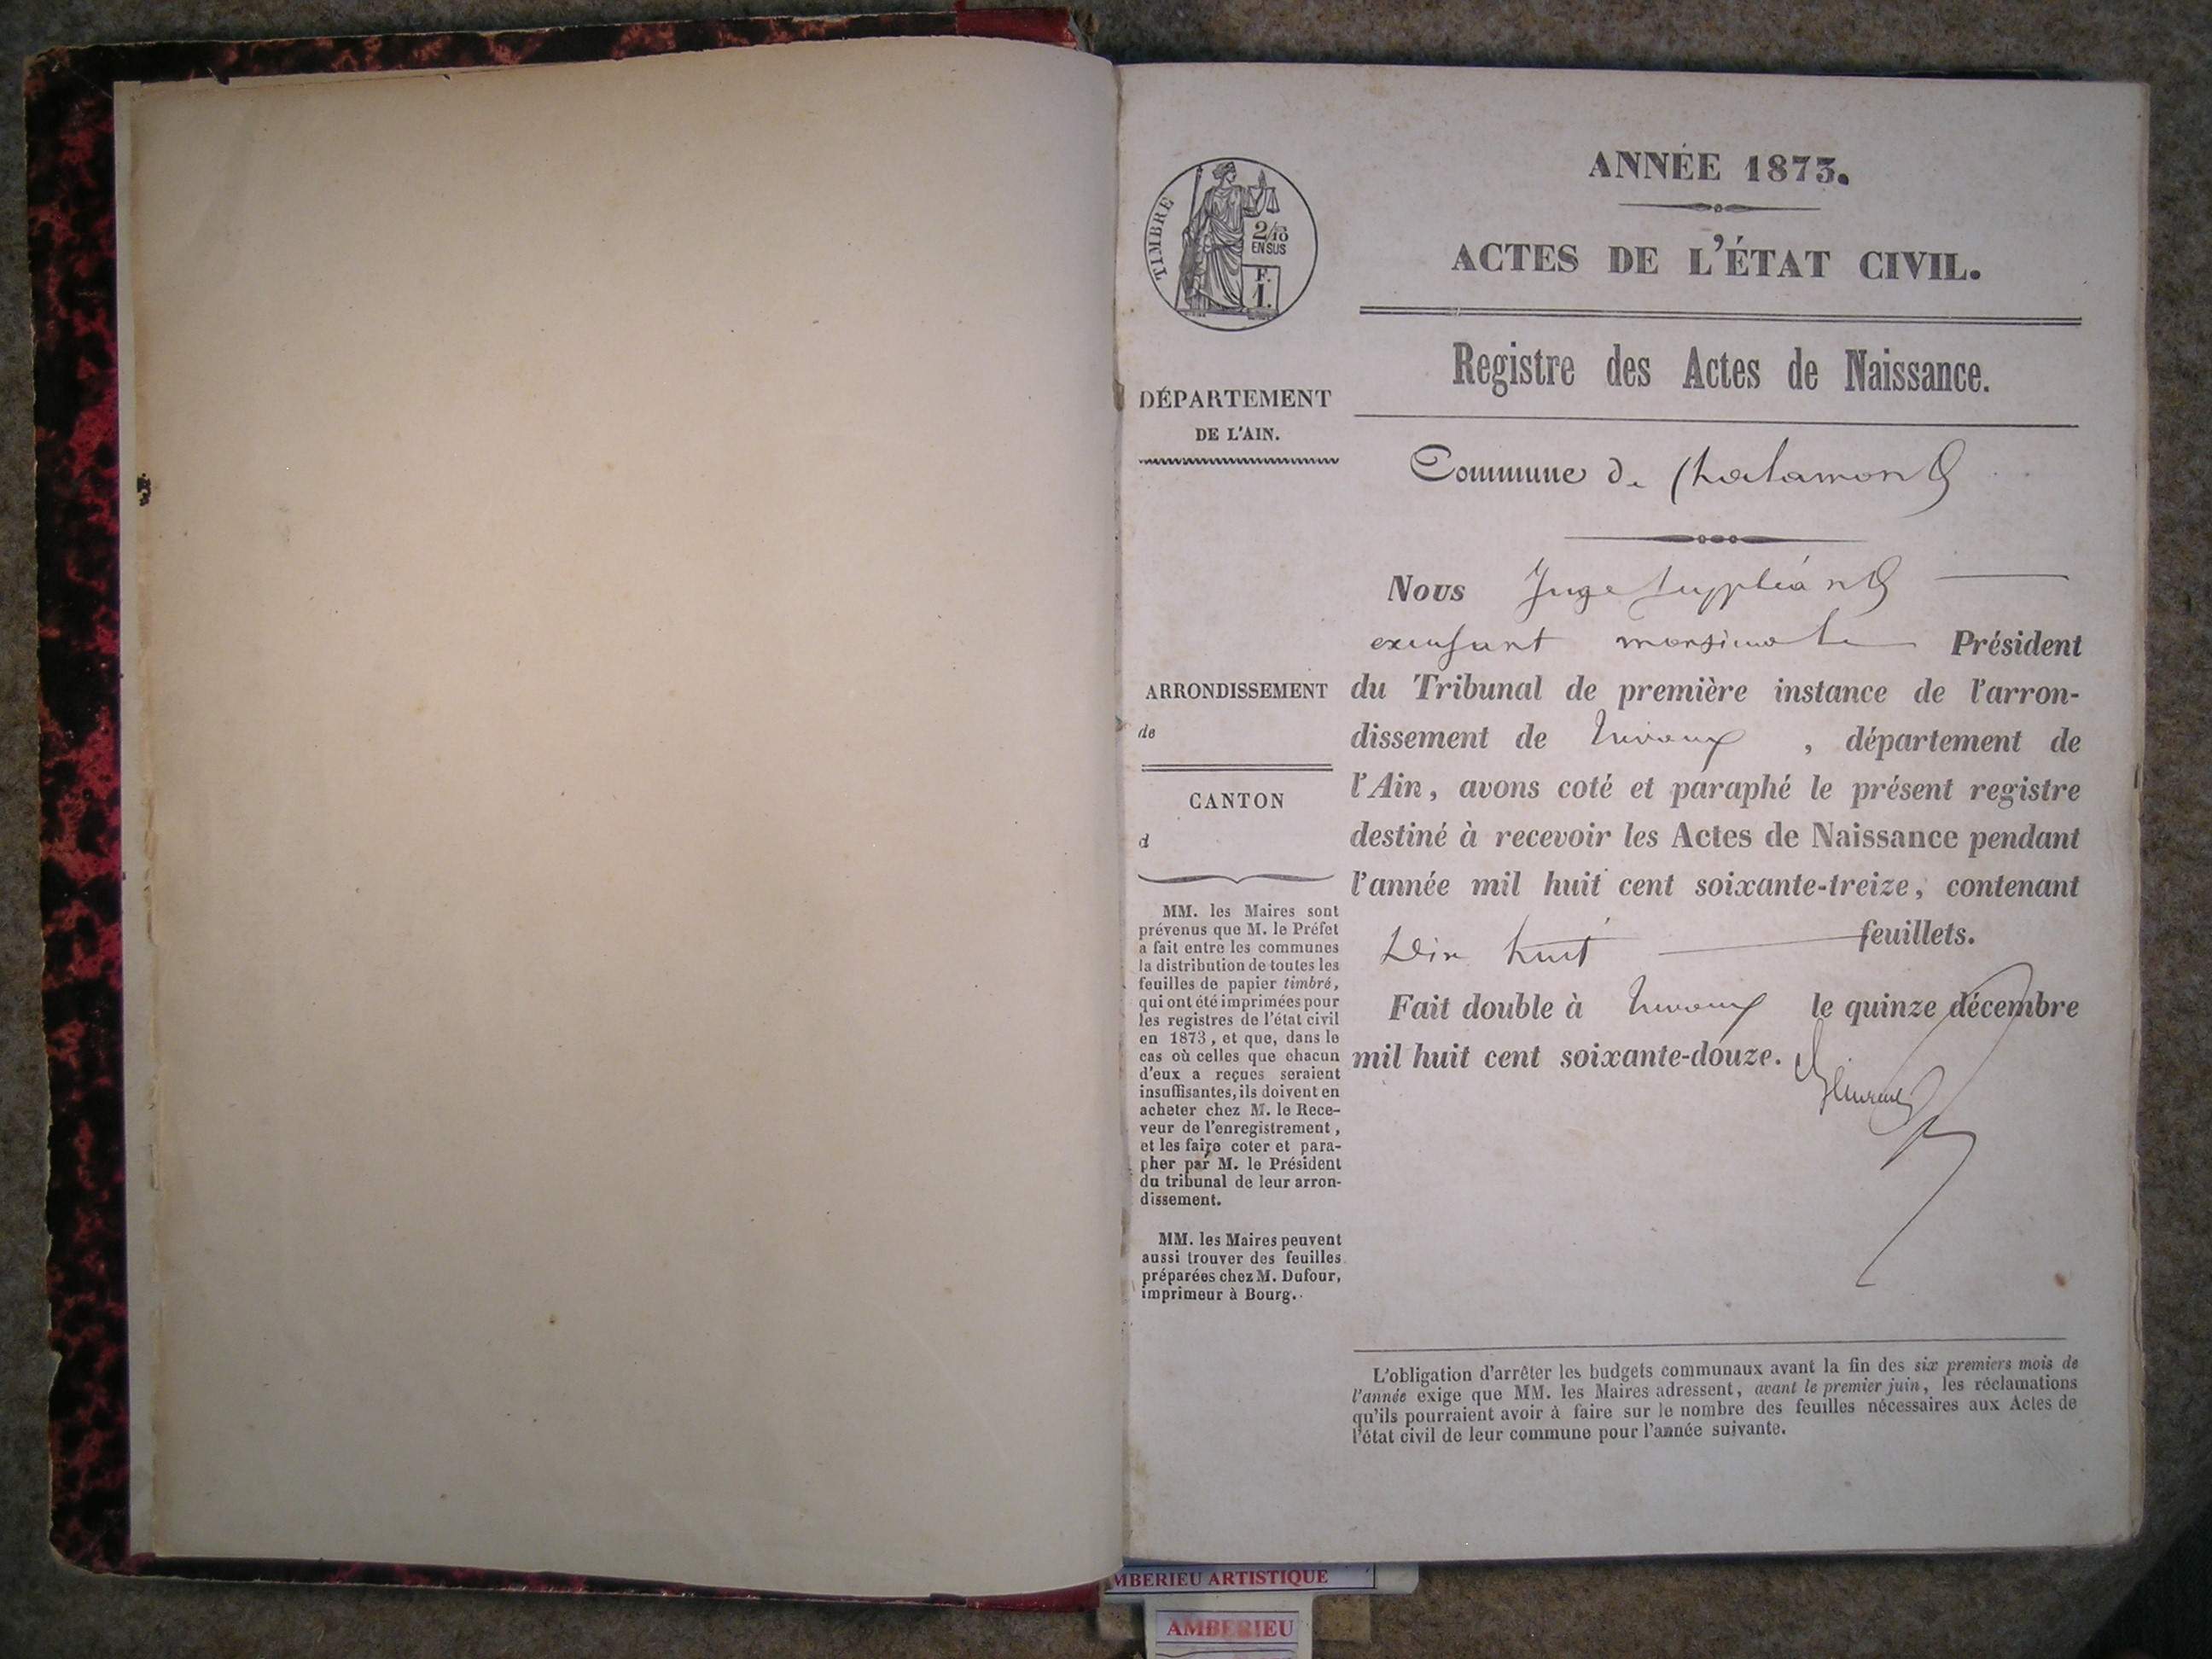 ANNÉE 1873.
ACTES DE L'ÉTAT CIVIL.
Registre des Actes de Naissance.
Commune de Chalamont
Nous Juge Suppléant
excusant monsieur le Président
du Tribunal de première instance de l'arron-
dissement de Trévoux, département de
l'Ain, avons coté et paraphé le présent registre
destiné à recevoir les Actes de Naissance pendant
l'année mil huit cent soixante-treize, contenant
Dix huit feuillets.
Fait double à Trévoux le quinze décembre
mil huit cent soixante-douze.
L'obligation d'arrêter les budgets communaux avant la fin des six premiers mois de
l'année exige que MM. les Maires adressent, avant le premier juin, les réclamations
qu'ils pourraient avoir à faire sur le nombre des feuilles nécessaires aux Actes de
l'état civil de leur commune pour l'année suivante.
TIMBRE
2/10
EN SUS
F.
1.
DÉPARTEMENT
DE L'AIN.
ARRONDISSEMENT
de
CANTON
d
MM. les Maires sont
prévenus que M. le Préfet
a fait entre les communes
la distribution de toutes les
feuilles de papier timbré,
qui ont été imprimées pour
les registres de l'état civil
en 1873, et que, dans le
cas où celles que chacun
d'eux a reçues seraient
insuffisantes, ils doivent en
acheter chez M. le Rece-
veur de l'enregistrement,
et les faire coter et para-
pher par M. le Président
du tribunal de leur arron-
dissement.
MM. les Maires peuvent
aussi trouver des feuilles
préparées chez M. Dufour,
imprimeur à Bourg.
MBERIEU ARTISTIQUE
AMBERIEU